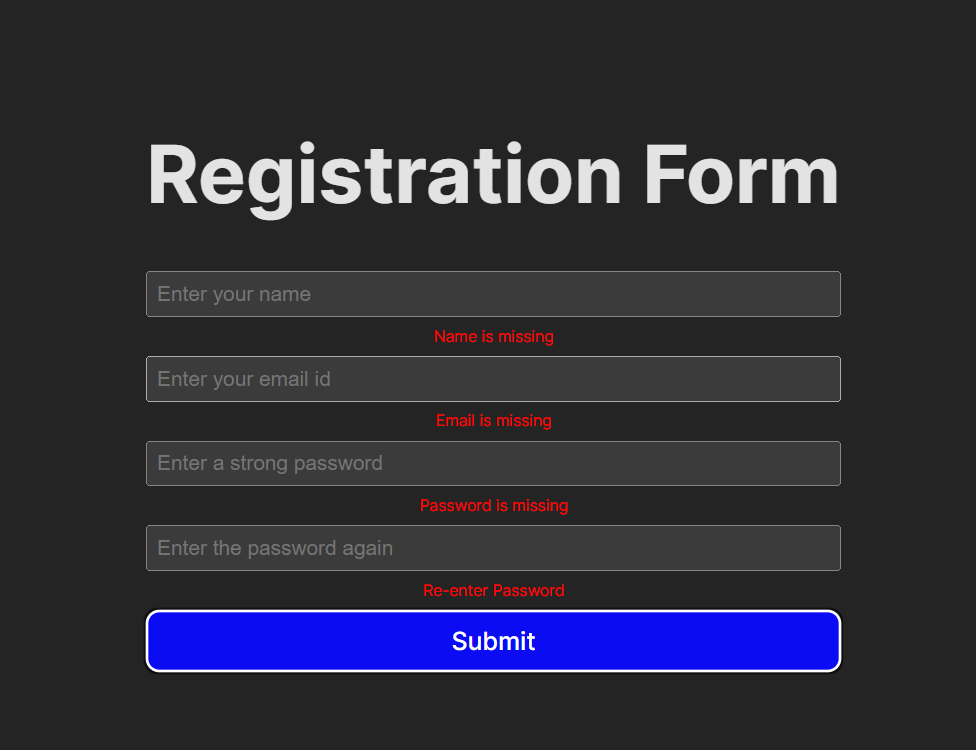 Registration Form
Enter your name
Name is missing
Enter your email id
Email is missing
Enter a strong password
Password is missing
Enter the password again
Re-enter Password
Submit